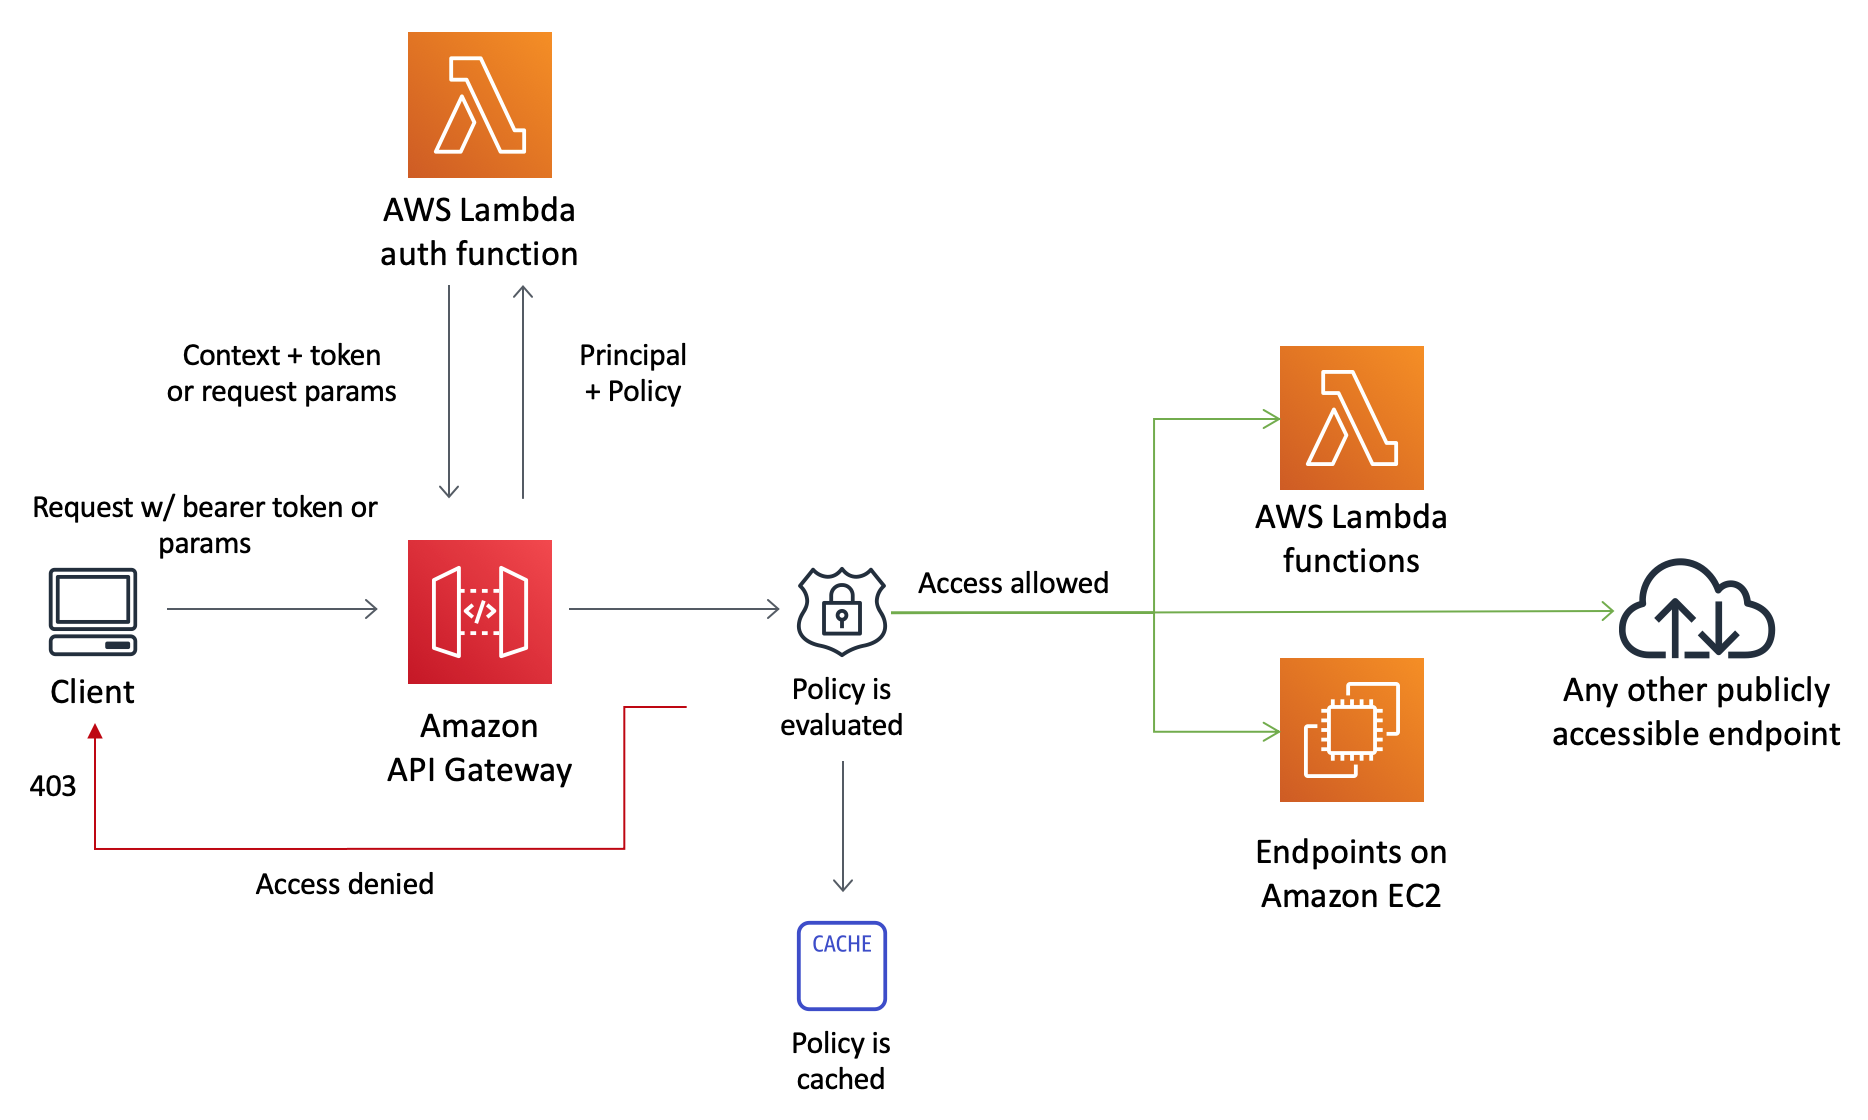 AWS Lambda
auth function
Context + token
or request params
Principal
+ Policy
Request w/ bearer token or
params
Client
</>
Amazon
API Gateway
403
Access denied
Policy is
evaluated
CACHE
Policy is
cached
Access allowed
AWS Lambda
functions
Endpoints on
Amazon EC2
Any other publicly
accessible endpoint